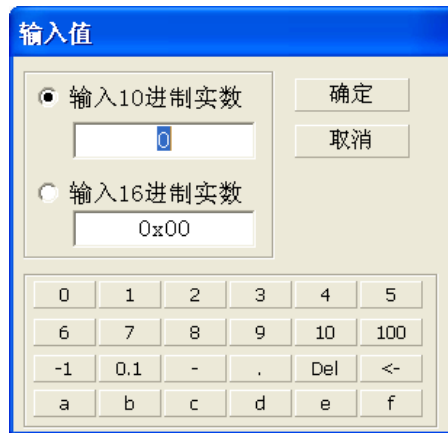 输入值
输入10进制实数
确定
0
取消
输入16进制实数
0x00
0 1 2 3 4 5
6 7 8 9 10 100
-1 0.1 - . Del <-
a b c d e f